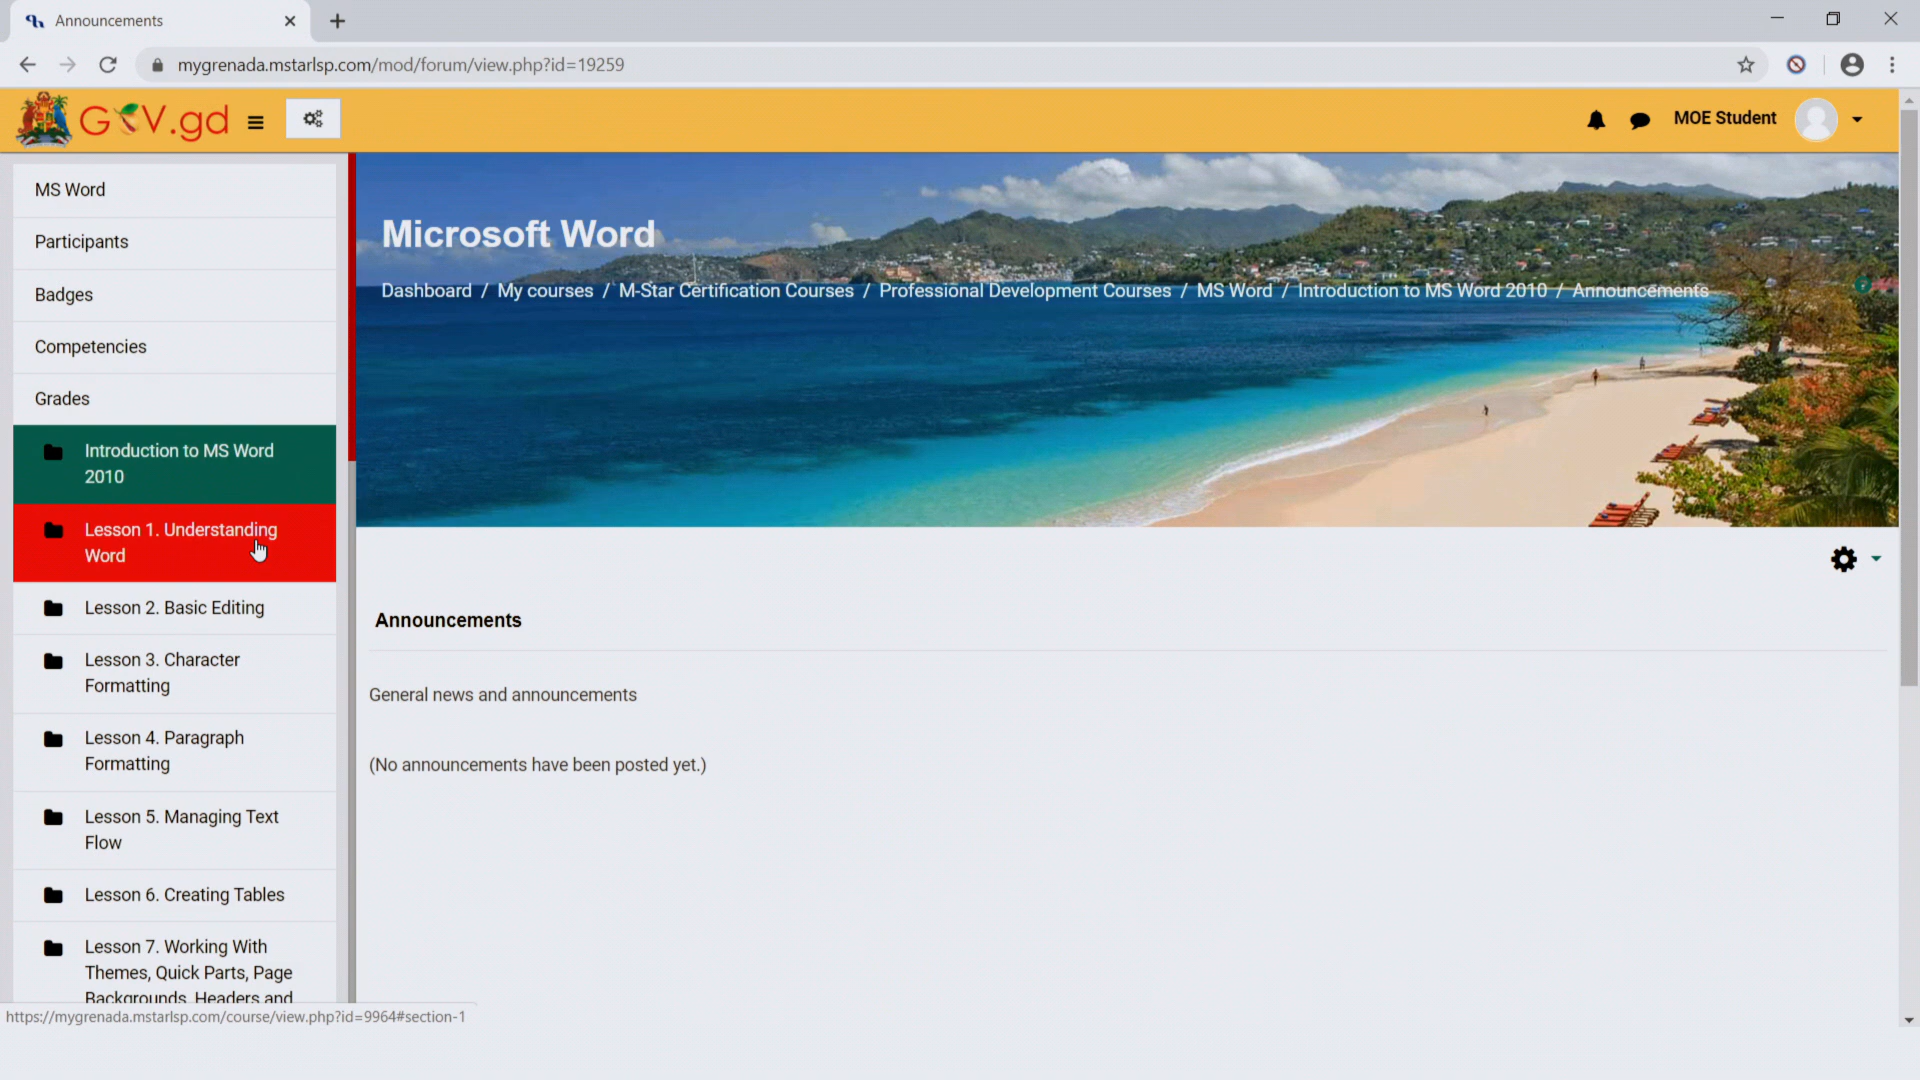 Announcements
mygrenada.mstarlsp.com/mod/forum/view.php?id=19259
GOV.gd
MOE Student
MS Word
Participants
Badges
Competencies
Grades
Introduction to MS Word
2010
Lesson 1. Understanding
Word
Lesson 2. Basic Editing
Lesson 3. Character
Formatting
Lesson 4. Paragraph
Formatting
Lesson 5. Managing Text
Flow
Lesson 6. Creating Tables
Lesson 7. Working With
Themes, Quick Parts, Page
Backgrounds, Headers and
Microsoft Word
Dashboard / My courses / M-Star Certification Courses / Professional Development Courses / MS Word / Introduction to MS Word 2010 / Announcements
Announcements
General news and announcements
(No announcements have been posted yet.)
https://mygrenada.mstarlsp.com/course/view.php?id=9964#section-1